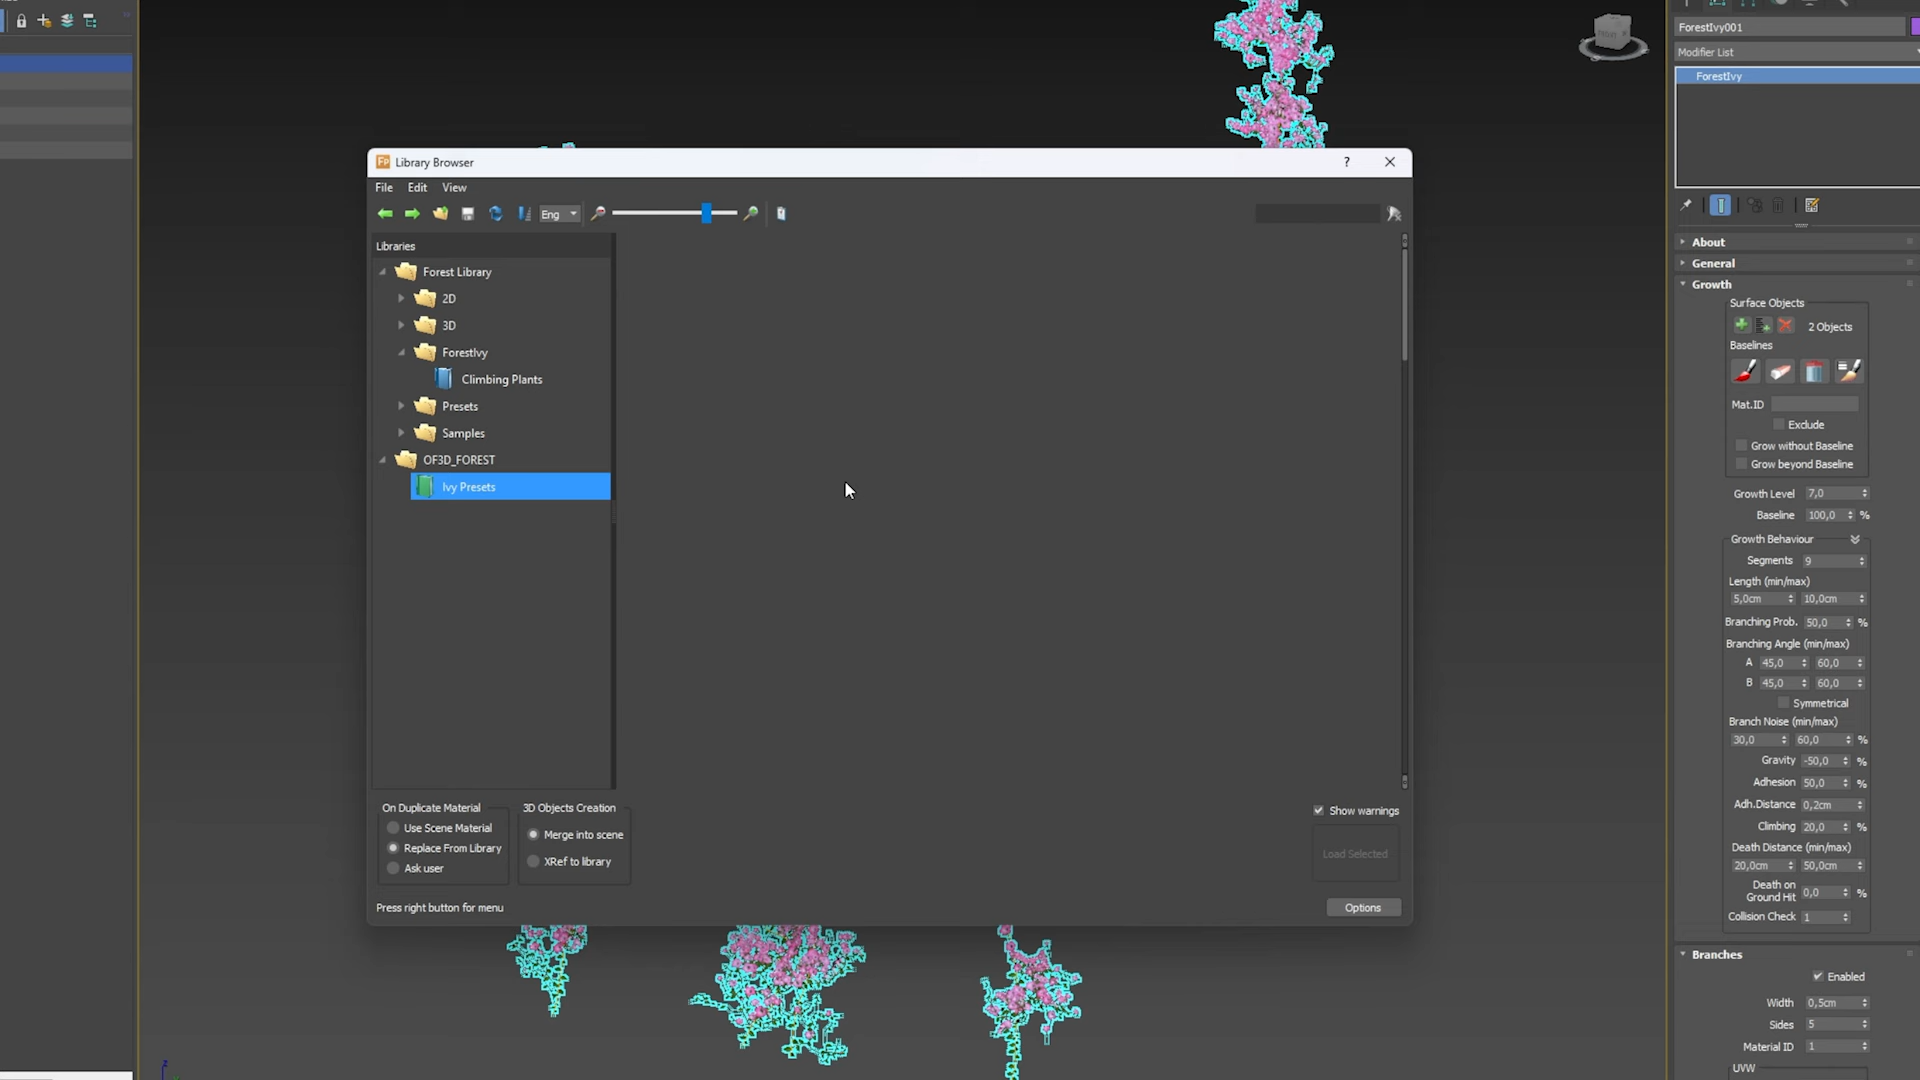 ForestIvy001
Modifier List
ForestIvy
FRONT
Fp Library Browser ?
File Edit View
Eng
Libraries
Forest Library
2D
3D
ForestIvy
Climbing Plants
Presets
Samples
OF3D_FOREST
Ivy Presets
On Duplicate Material
Use Scene Material
Replace From Library
Ask user
3D Objects Creation
Merge into scene
XRef to library
Show warnings
Load Selected
Press right button for menu
Options
About
General
Growth
Surface Objects
2 Objects
Baselines
Mat.ID
Exclude
Grow without Baseline
Grow beyond Baseline
Growth Level 7,0
Baseline 100,0 %
Growth Behaviour
Segments 9
Length (min/max)
5,0cm 10,0cm
Branching Prob. 50,0 %
Branching Angle (min/max)
A 45,0 60,0
B 45,0 60,0
Symmetrical
Branch Noise (min/max)
30,0 60,0 %
Gravity -50,0 %
Adhesion 50,0 %
Adh.Distance 0,2cm
Climbing 20,0 %
Death Distance (min/max)
20,0cm 50,0cm
Death on
Ground Hit 0,0 %
Collision Check 1
Branches
Enabled
Width 0,5cm
Sides 5
Material ID 1
UVW
z